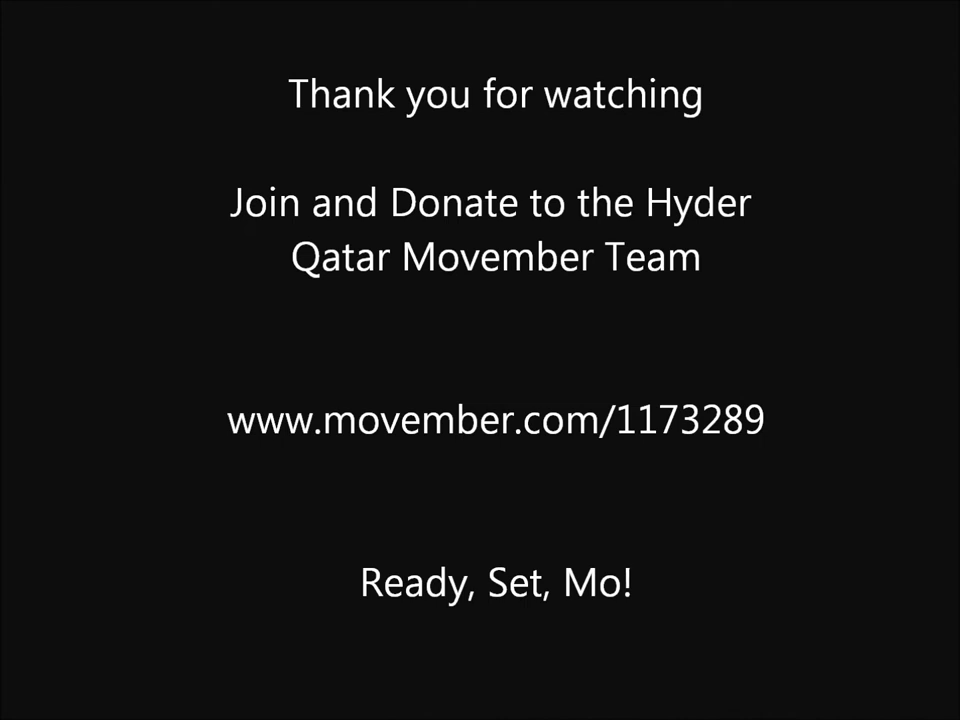 Thank you for watching
Join and Donate to the Hyder
Qatar Movember Team
www.movember.com/1173289
Ready, Set, Mo!